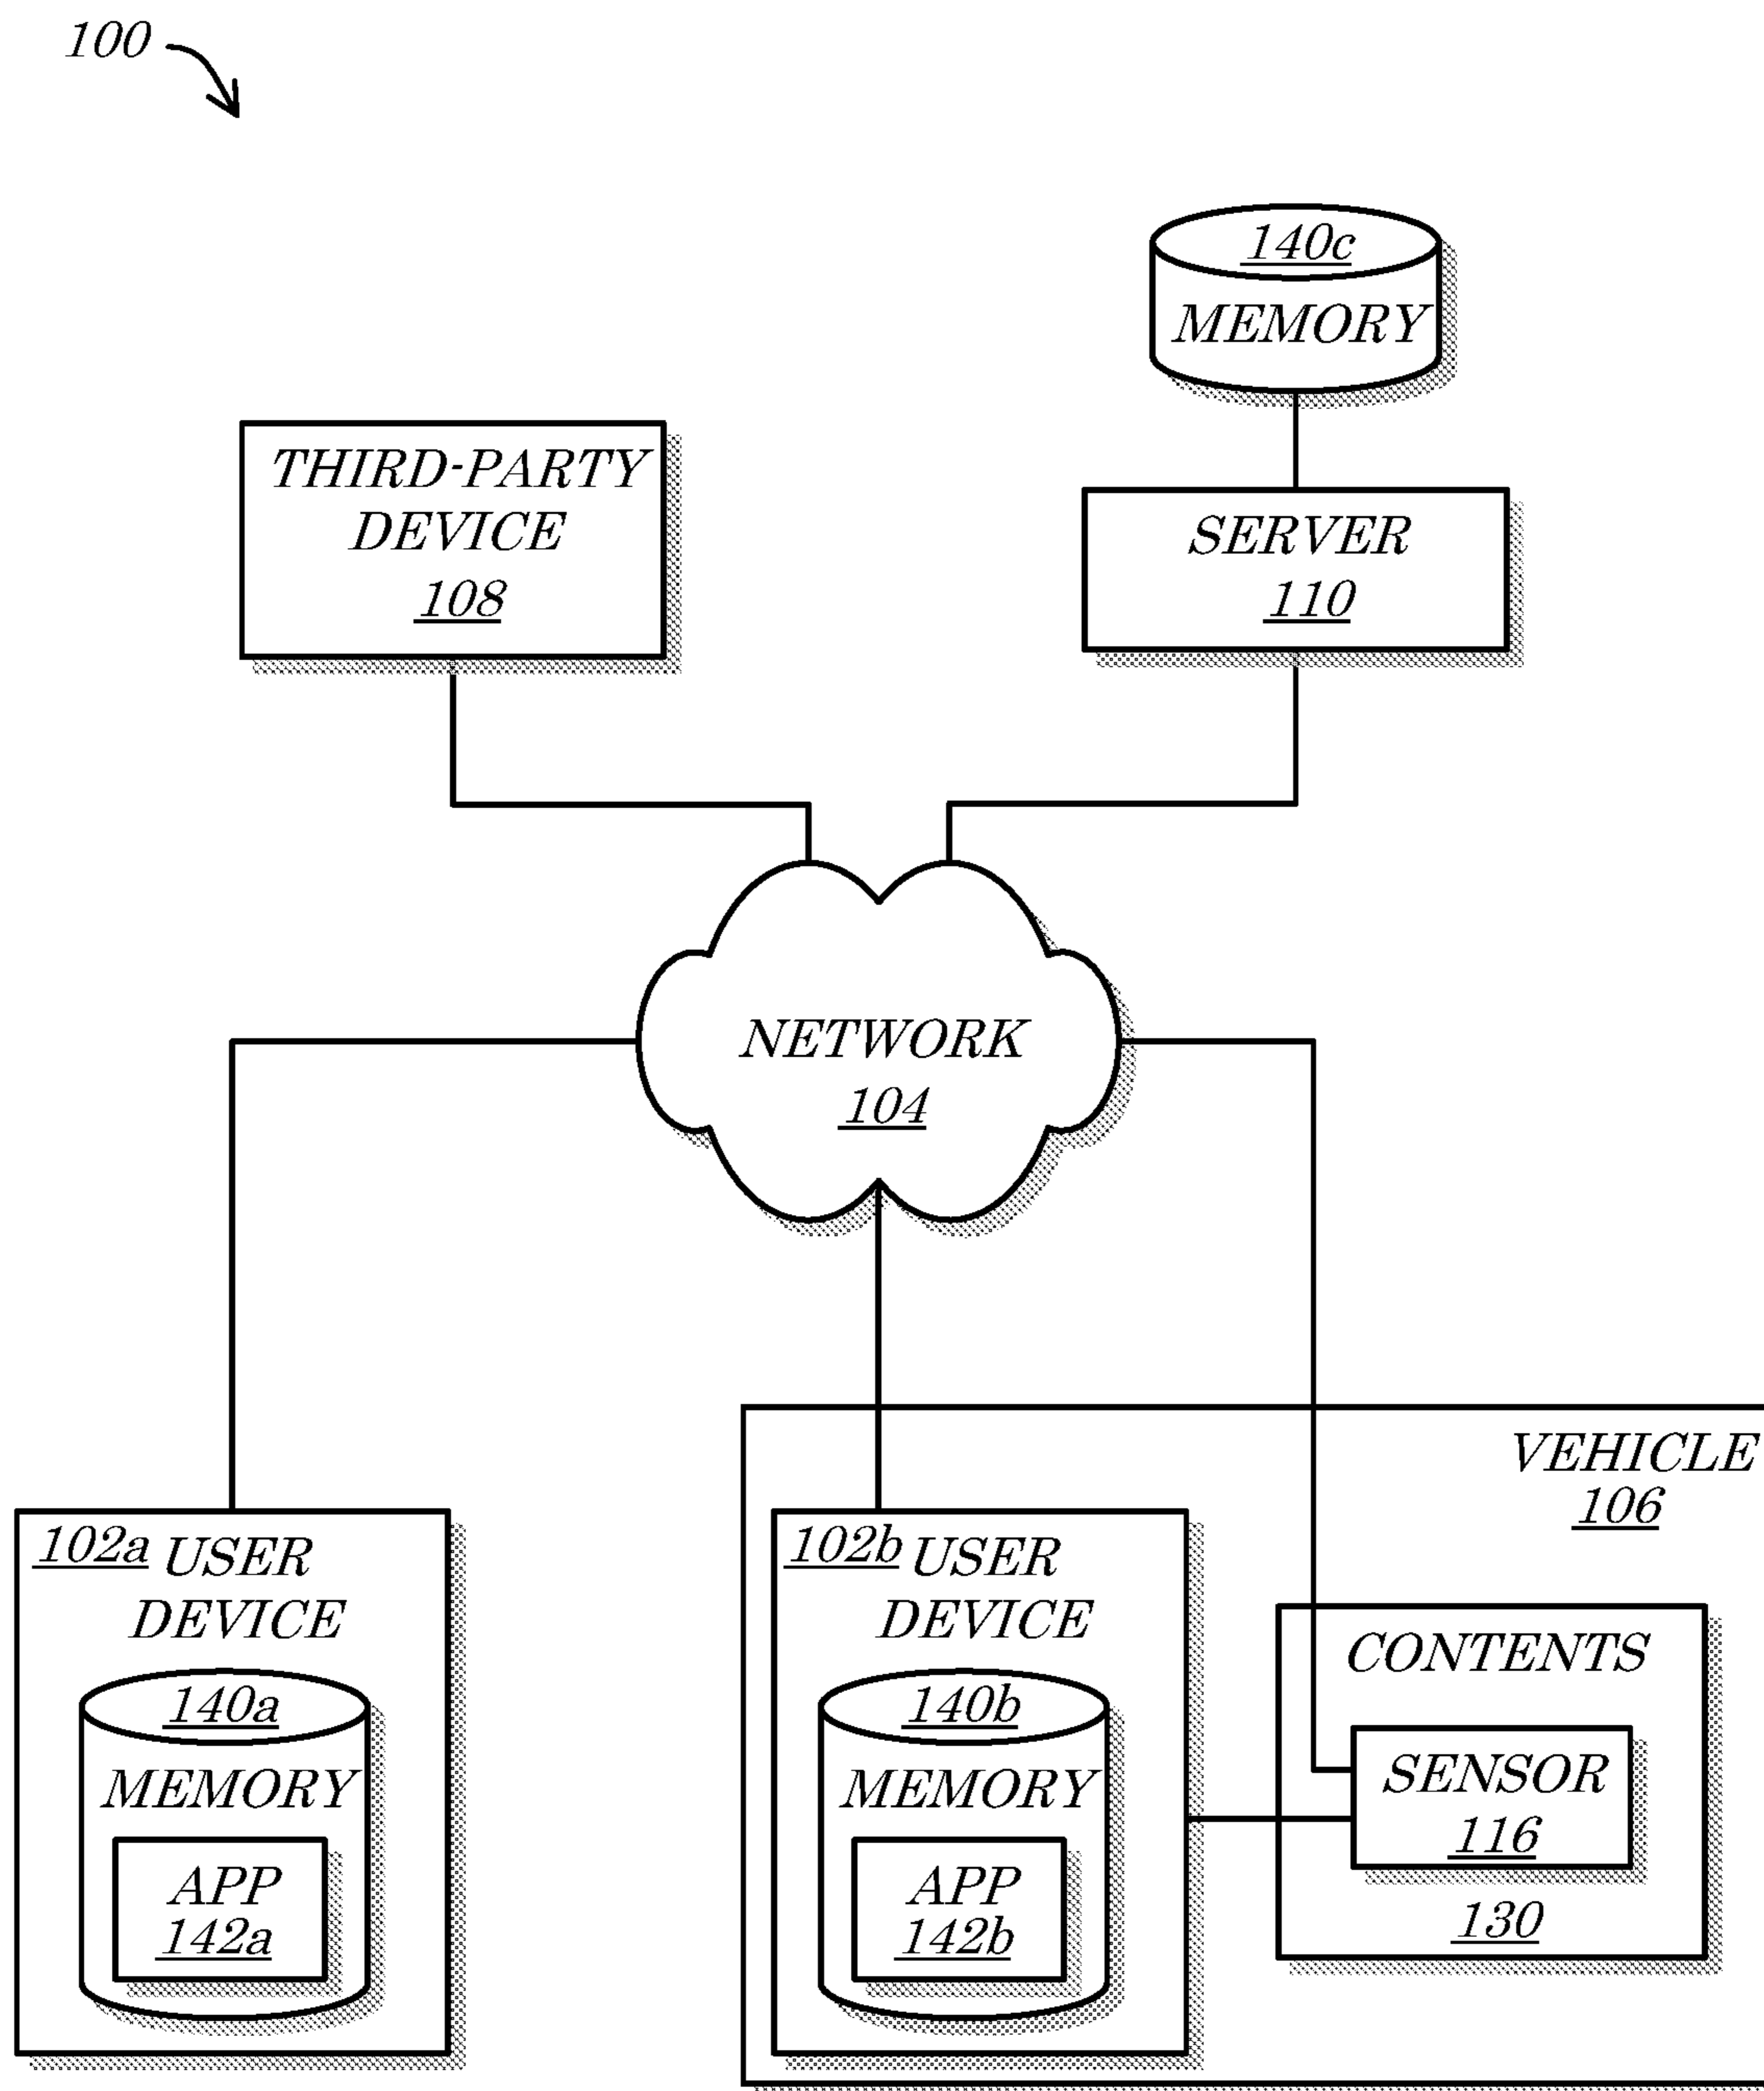 100
140c
MEMORY
THIRD-PARTY
DEVICE
108
SERVER
110
NETWORK
104
VEHICLE
106
102a USER
DEVICE
140a
MEMORY
APP
142a
102b USER
DEVICE
140b
MEMORY
APP
142b
CONTENTS
SENSOR
116
130